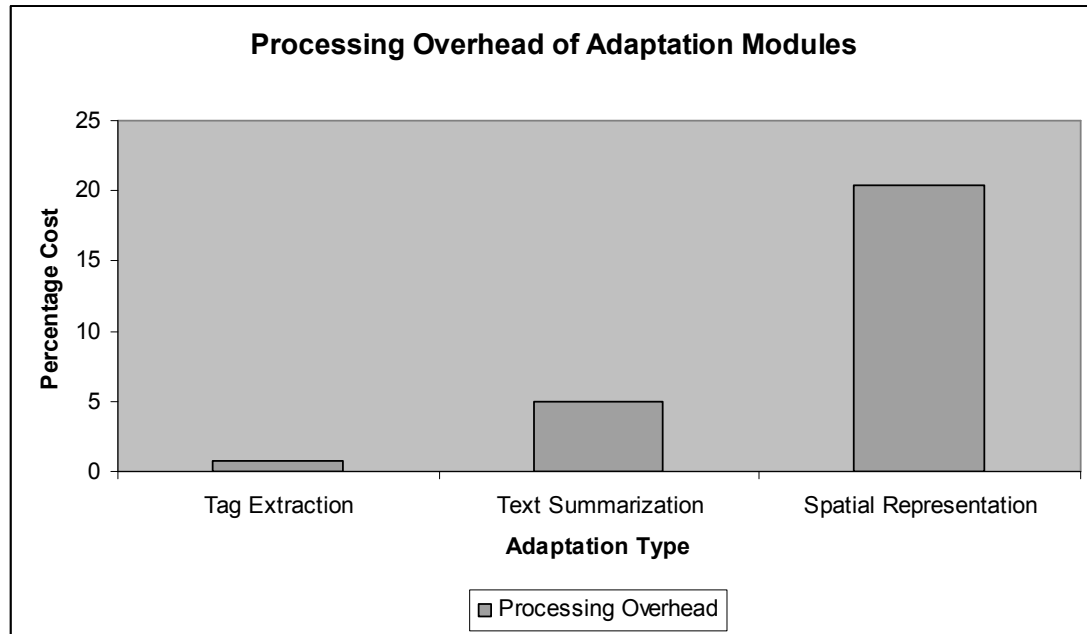 Processing Overhead of Adaptation Modules
25
20
15
10
5
0
Percentage Cost
Tag Extraction Text Summarization Spatial Representation
Adaptation Type
Processing Overhead